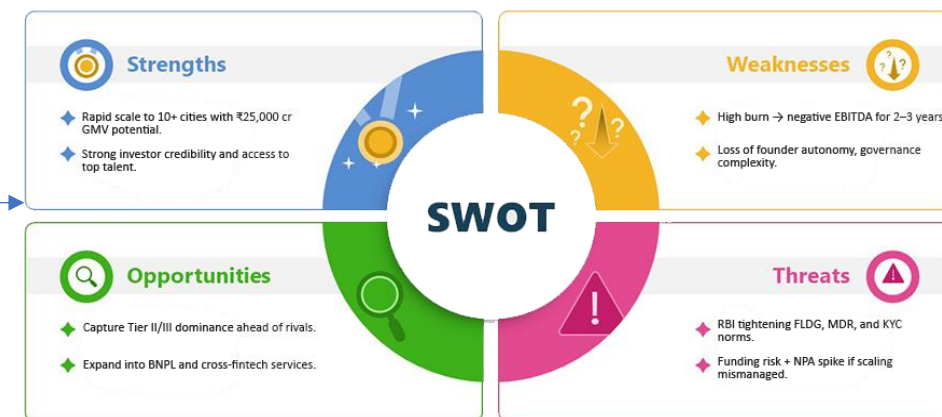 Strengths
Rapid scale to 10+ cities with ₹25,000 cr
GMV potential.
Strong investor credibility and access to
top talent.
Weaknesses
High burn → negative EBITDA for 2–3 years
Loss of founder autonomy, governance
complexity.
SWOT
Opportunities
Capture Tier II/III dominance ahead of rivals.
Expand into BNPL and cross-fintech services.
Threats
RBI tightening FLDG, MDR, and KYC
norms.
Funding risk + NPA spike if scaling
mismanaged.